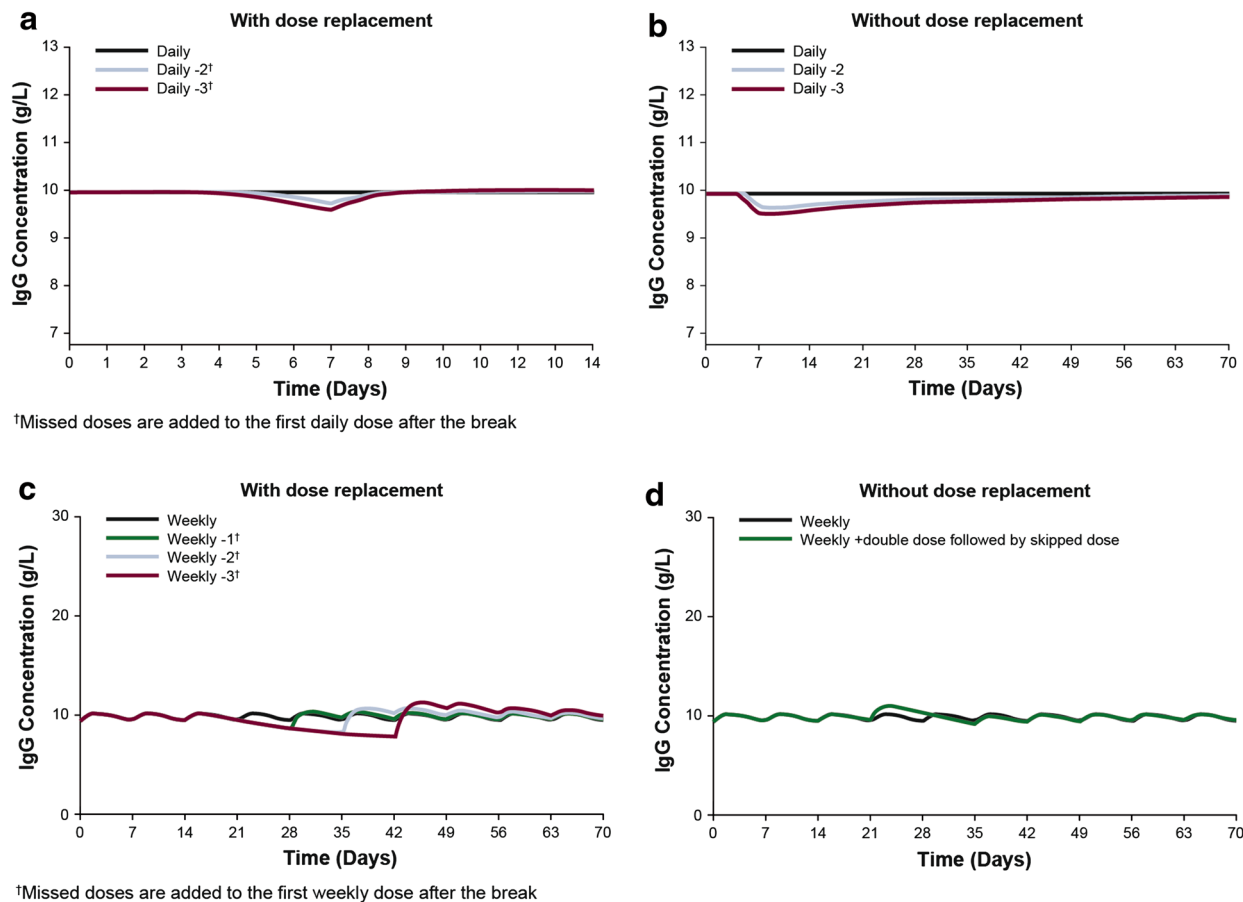 a
With dose replacement
Daily
Daily -2†
Daily -3†
IgG Concentration (g/L)
13
12
11
10
9
8
7
0 1 2 3 4 5 6 7 8 9 10 10 12 10 14
Time (Days)
†Missed doses are added to the first daily dose after the break
b
Without dose replacement
Daily
Daily -2
Daily -3
IgG Concentration (g/L)
13
12
11
10
9
8
7
0 7 14 21 28 35 42 49 56 63 70
Time (Days)
c
With dose replacement
Weekly
Weekly -1†
Weekly -2†
Weekly -3†
IgG Concentration (g/L)
30
20
10
0
0 7 14 21 28 35 42 49 56 63 70
Time (Days)
†Missed doses are added to the first weekly dose after the break
d
Without dose replacement
Weekly
Weekly +double dose followed by skipped dose
IgG Concentration (g/L)
30
20
10
0
0 7 14 21 28 35 42 49 56 63 70
Time (Days)